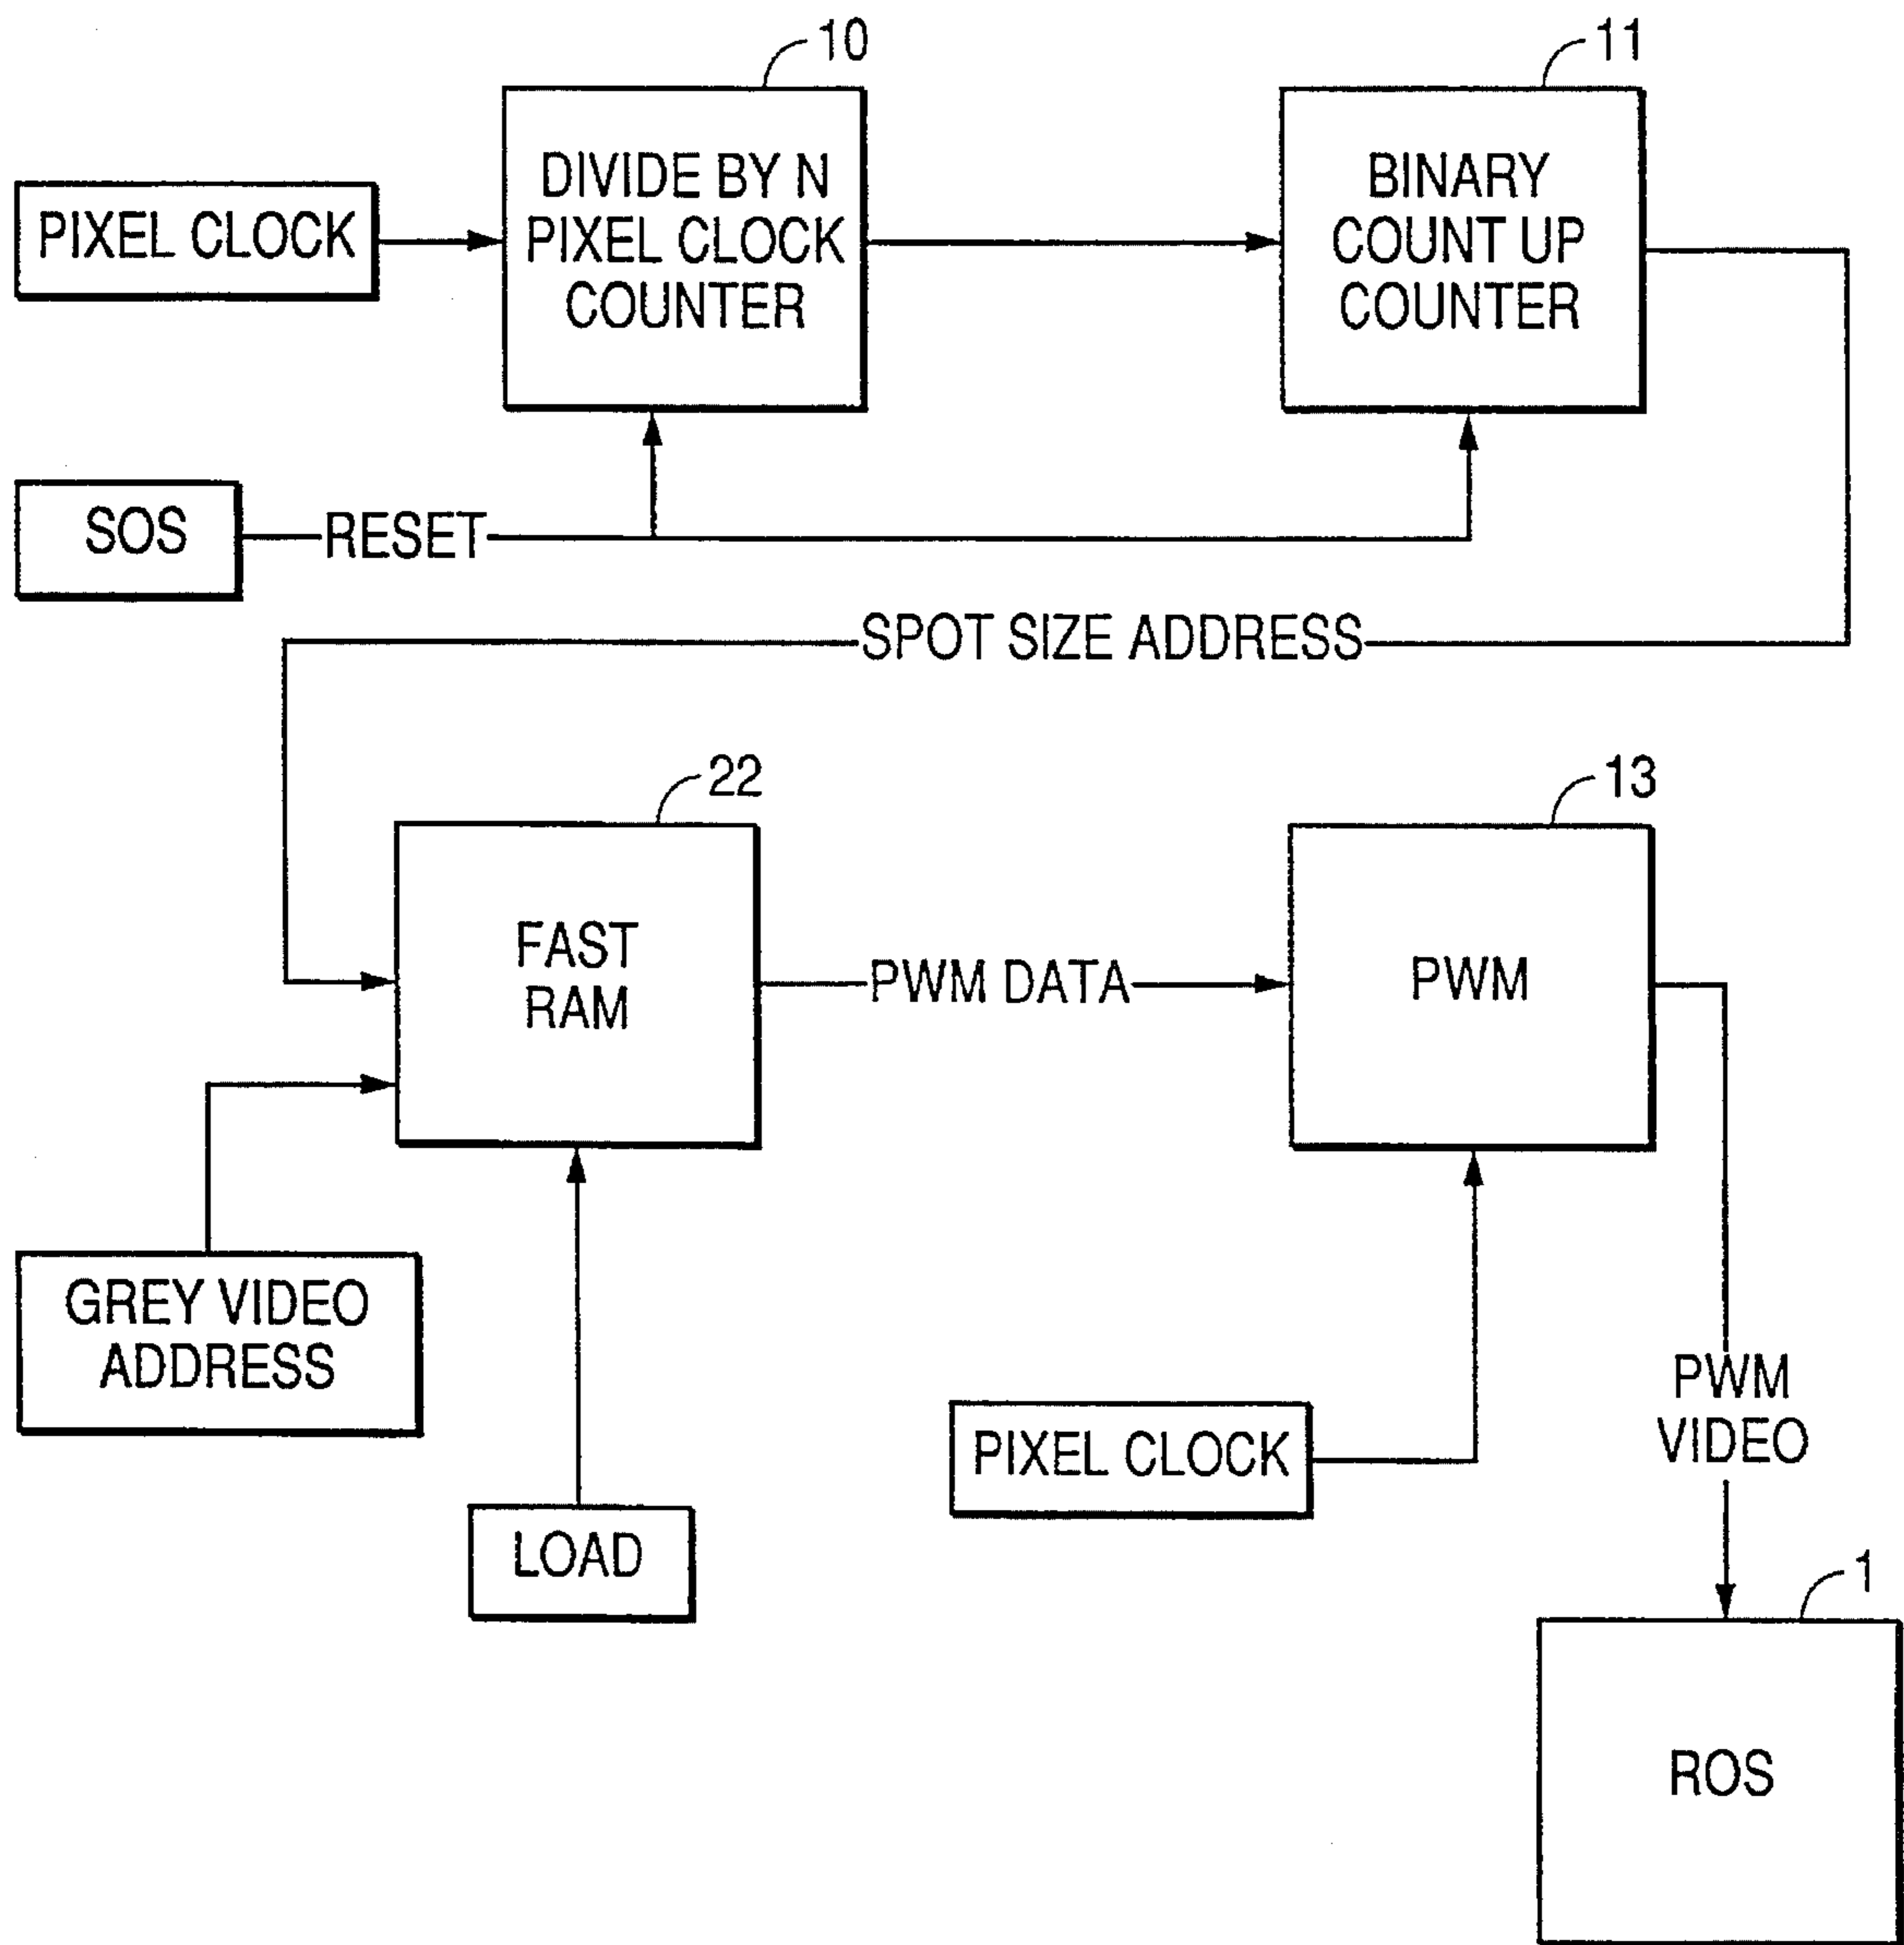 10
11
PIXEL CLOCK
DIVIDE BY N
PIXEL CLOCK
COUNTER
BINARY
COUNT UP
COUNTER
SOS
RESET
SPOT SIZE ADDRESS
22
13
FAST
RAM
PWM DATA
PWM
GREY VIDEO
ADDRESS
LOAD
PIXEL CLOCK
PWM
VIDEO
1
ROS